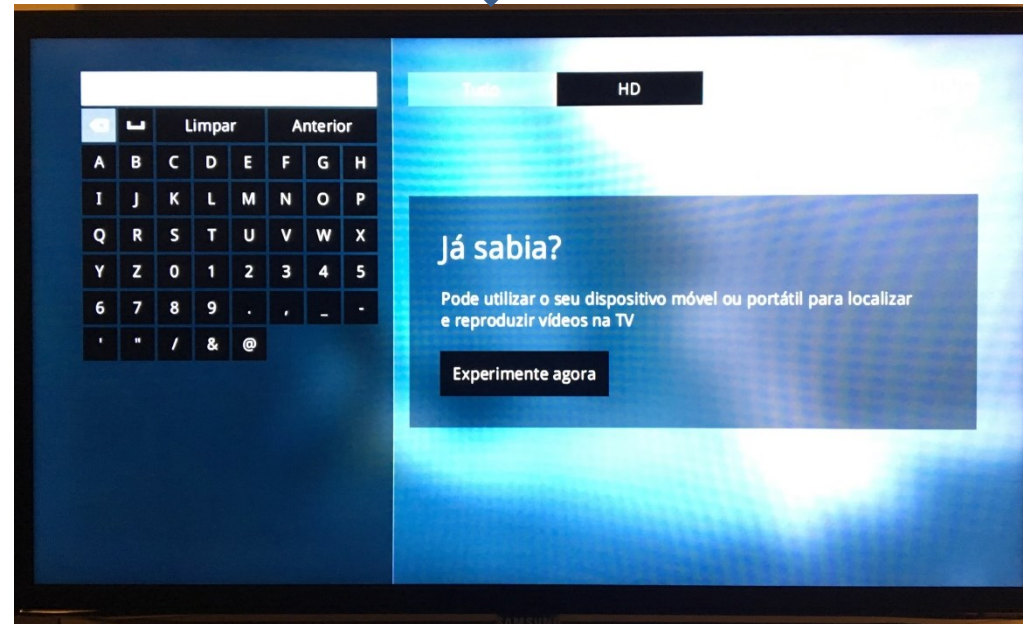 Tudo
HD
Limpar Anterior
A B C D E F G H
I J K L M N O P
Q R S T U V W X
Y Z 0 1 2 3 4 5
6 7 8 9 . , _ -
' " / & @
Já sabia?
Pode utilizar o seu dispositivo móvel ou portátil para localizar
e reproduzir vídeos na TV
Experimente agora